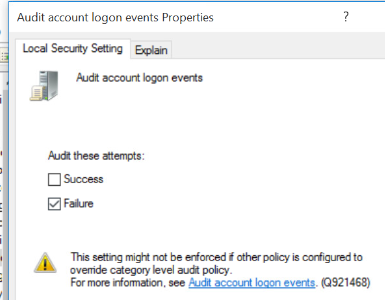 Audit account logon events Properties ?
Local Security Setting Explain
Audit account logon events
Audit these attempts:
Success
Failure
This setting might not be enforced if other policy is configured to
override category level audit policy.
For more information, see Audit account logon events. (Q921468)